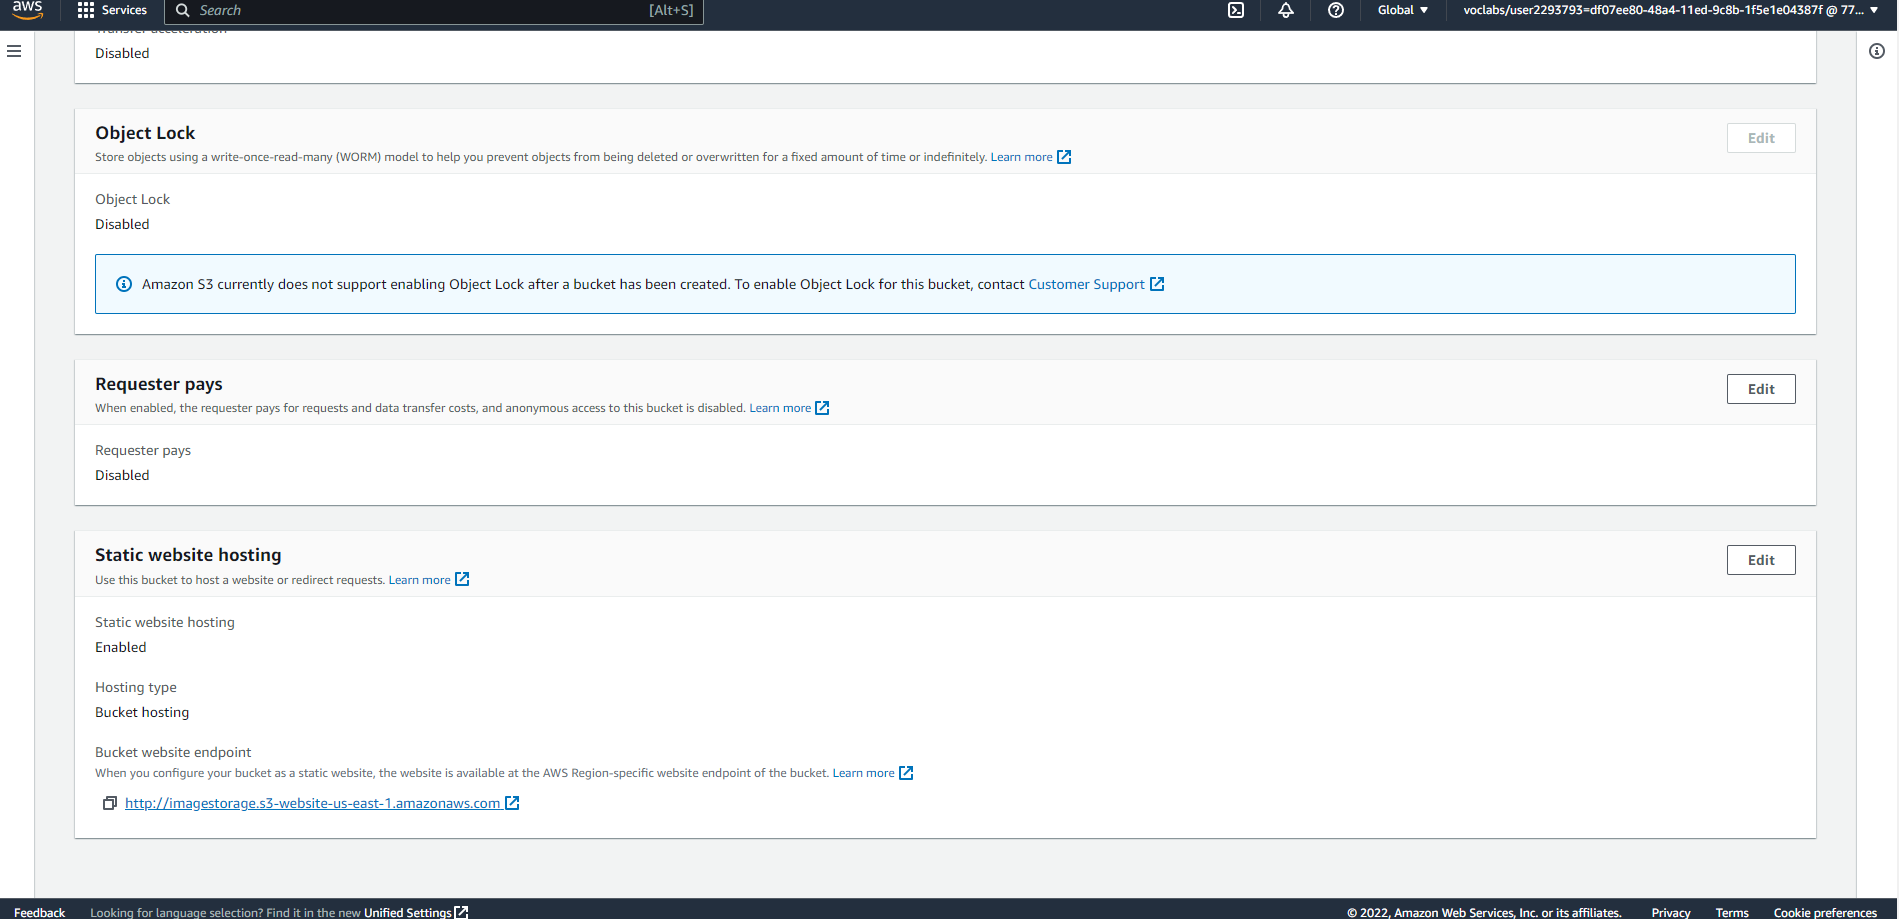 aws
Services
Search
[Alt+S]
Global
voclabs/user2293793=df07ee80-48a4-11ed-9c8b-1f5e1e04387f @ 77...
Transfer acceleration
Disabled
Object Lock
Edit
Store objects using a write-once-read-many (WORM) model to help you prevent objects from being deleted or overwritten for a fixed amount of time or indefinitely. Learn more
Object Lock
Disabled
Amazon S3 currently does not support enabling Object Lock after a bucket has been created. To enable Object Lock for this bucket, contact Customer Support
Requester pays
Edit
When enabled, the requester pays for requests and data transfer costs, and anonymous access to this bucket is disabled. Learn more
Requester pays
Disabled
Static website hosting
Edit
Use this bucket to host a website or redirect requests. Learn more
Static website hosting
Enabled
Hosting type
Bucket hosting
Bucket website endpoint
When you configure your bucket as a static website, the website is available at the AWS Region-specific website endpoint of the bucket. Learn more
http://imagestorage.s3-website-us-east-1.amazonaws.com
Feedback
Looking for language selection? Find it in the new Unified Settings
© 2022, Amazon Web Services, Inc. or its affiliates.
Privacy
Terms
Cookie preferences